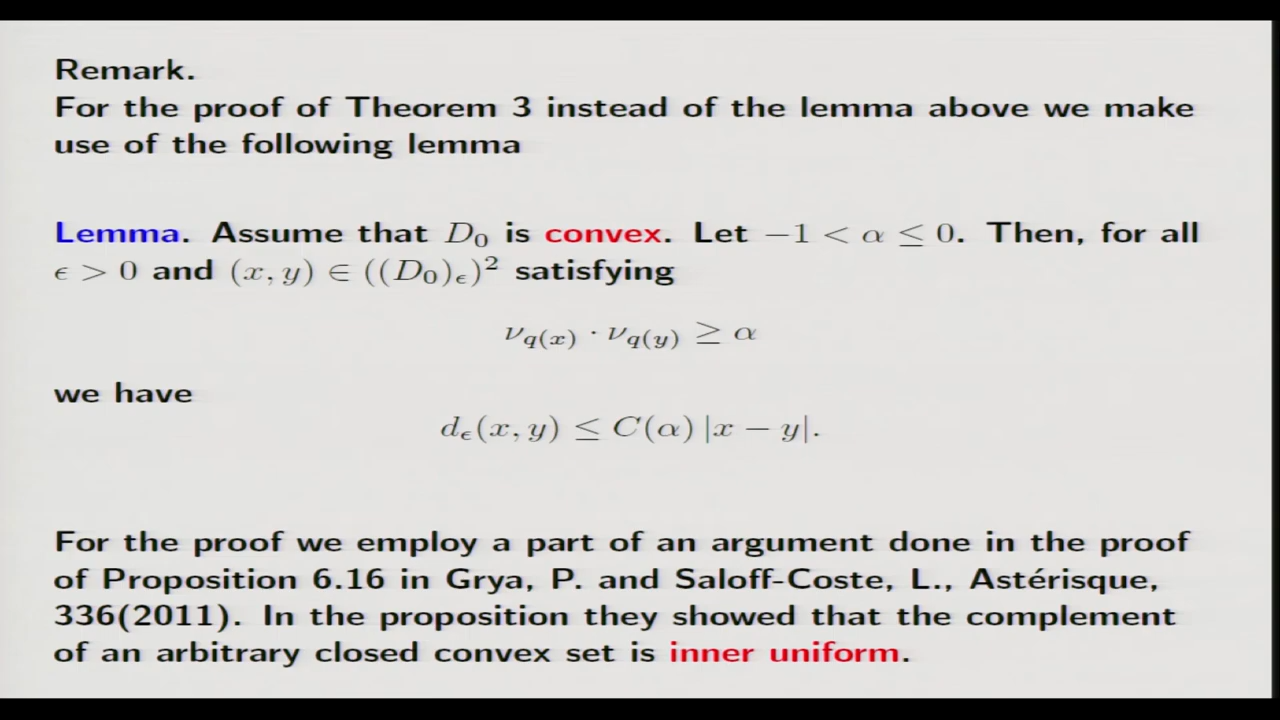 Remark.
For the proof of Theorem 3 instead of the lemma above we make
use of the following lemma
Lemma. Assume that D₀ is convex. Let −1 < α ≤ 0. Then, for all
ϵ > 0 and (x, y) ∈ ((D₀)_ϵ)² satisfying
ν_{q(x)} · ν_{q(y)} ≥ α
we have
d_ϵ(x, y) ≤ C(α) |x − y|.
For the proof we employ a part of an argument done in the proof
of Proposition 6.16 in Grya, P. and Saloff-Coste, L., Astérisque,
336(2011). In the proposition they showed that the complement
of an arbitrary closed convex set is inner uniform.